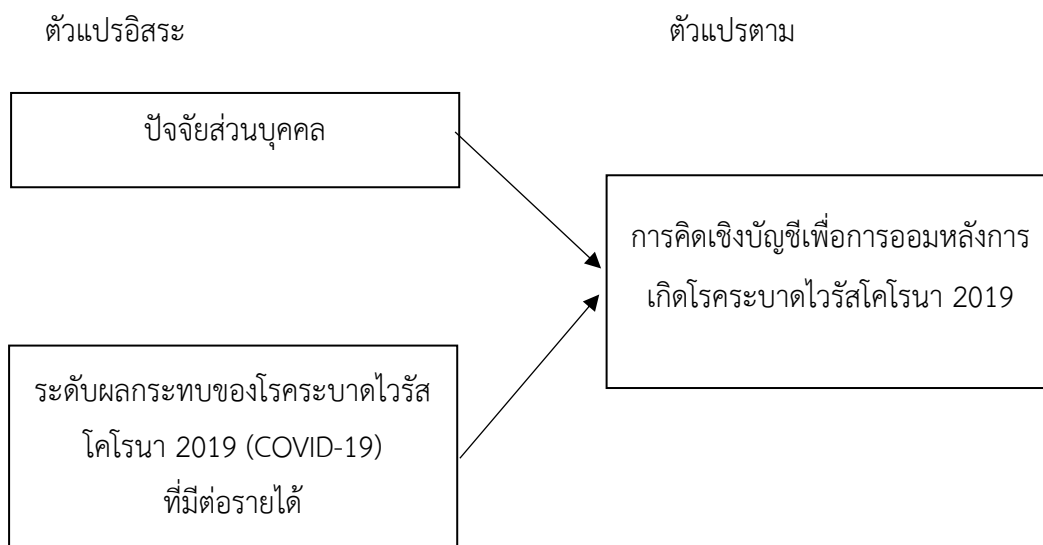 ตัวแปรอิสระ
ตัวแปรตาม
ปัจจัยส่วนบุคคล
การคิดเชิงบัญชีเพื่อการออมหลังการ
เกิดโรคระบาดไวรัสโคโรนา 2019
ระดับผลกระทบของโรคระบาดไวรัส
โคโรนา 2019 (COVID-19)
ที่มีต่อรายได้